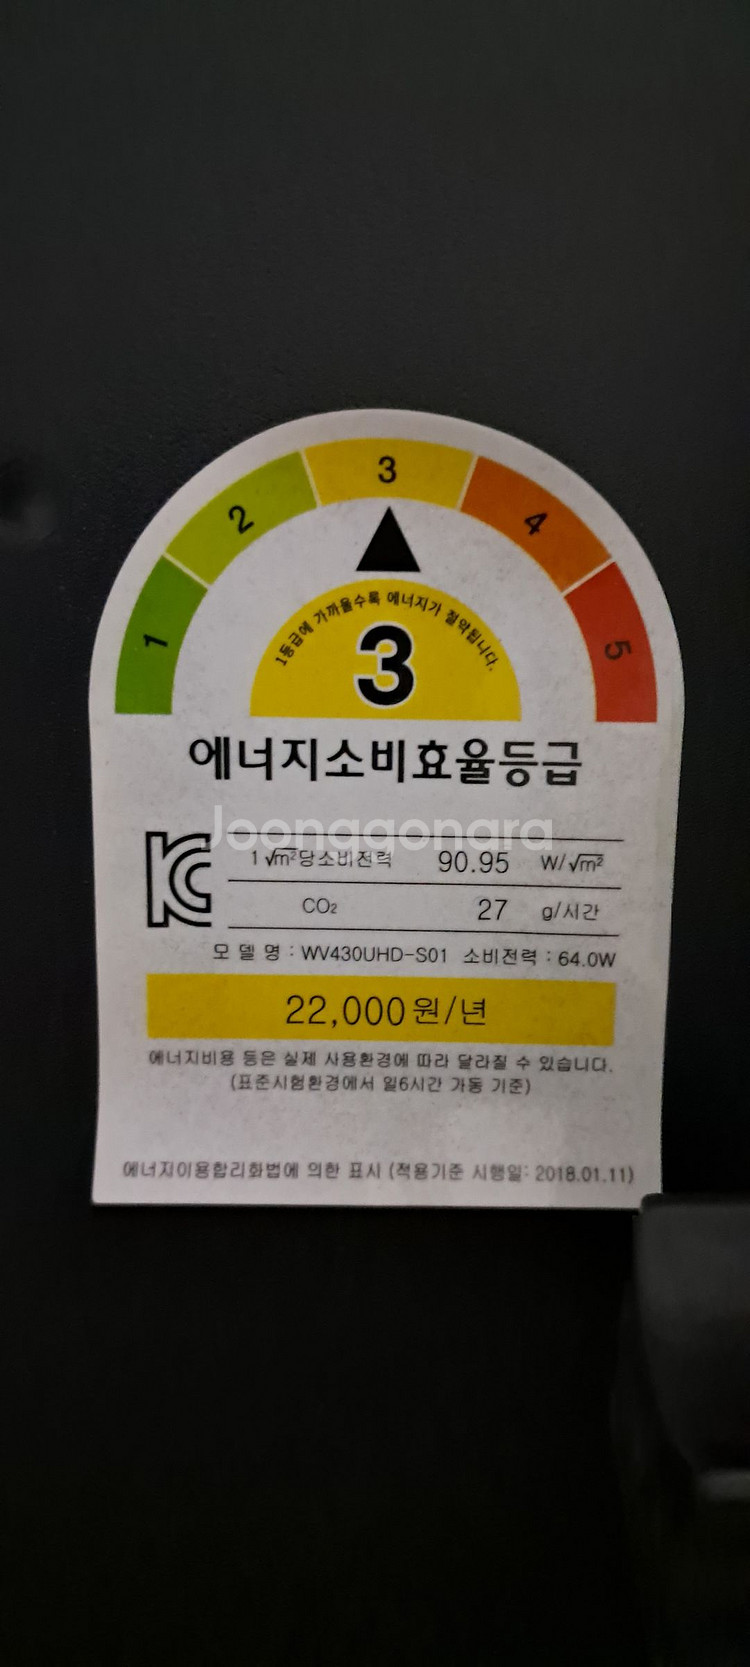 1 2 3 4 5
1등급에 가까울수록 에너지가 절약됩니다.
3
에너지소비효율등급
Joonggonara
1 √m²당소비전력 90.95 W/√m²
CO₂ 27 g/시간
모 델 명 : WV430UHD-S01 소비전력 : 64.0W
22,000원/년
에너지비용 등은 실제 사용환경에 따라 달라질 수 있습니다.
(표준시험환경에서 일6시간 가동 기준)
에너지이용합리화법에 의한 표시 (적용기준 시행일: 2018.01.11)